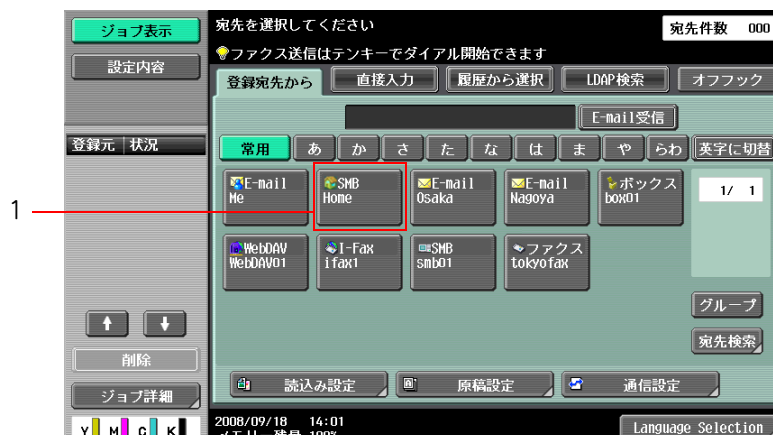 ジョブ表示
設定内容
登録元 状況
削除
ジョブ詳細
Y M C K
宛先を選択してください
宛先件数 000
ファクス送信はテンキーでダイアル開始できます
登録宛先から 直接入力 履歴から選択 LDAP検索 オフフック
E-mail受信
常用 あ か さ た な は ま や らわ 英字に切替
E-mail Me
SMB Home
E-mail Osaka
E-mail Nagoya
ボックス box01
1/ 1
WebDAV WebDAV01
I-Fax ifax1
SMB smb01
ファクス tokyofax
グループ
宛先検索
読込み設定 原稿設定 通信設定
2008/09/18 14:01
メモリー残量 100%
Language Selection
1